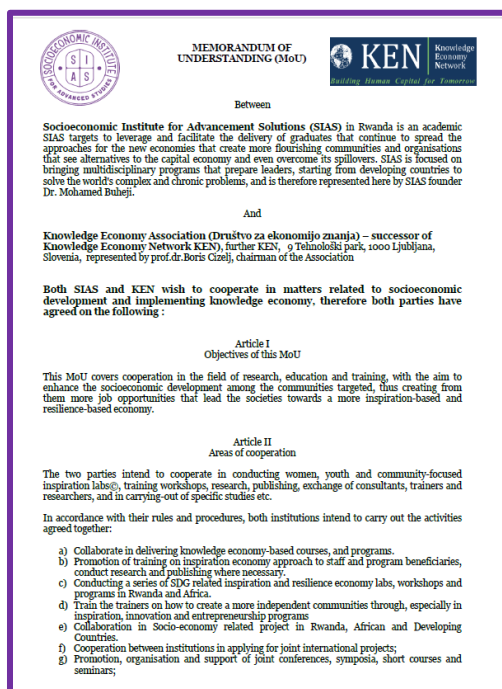 SOCIOECONOMIC INSTITUTE
FOR ADVANCED STUDIES
S I
A S
MEMORANDUM OF
UNDERSTANDING (MoU)
KEN
Knowledge
Economy
Network
Building Human Capital for Tomorrow
Between
Socioeconomic Institute for Advancement Solutions (SIAS) in Rwanda is an academic
SIAS targets to leverage and facilitate the delivery of graduates that continue to spread the
approaches for the new economies that create more flourishing communities and organisations
that see alternatives to the capital economy and even overcome its spillovers. SIAS is focused on
bringing multidisciplinary programs that prepare leaders, starting from developing countries to
solve the world's complex and chronic problems, and is therefore represented here by SIAS founder
Dr. Mohamed Buheji.
And
Knowledge Economy Association (Društvo za ekonomijo znanja) – successor of
Knowledge Economy Network KEN), further KEN, 9 Tehnološki park, 1000 Ljubljana,
Slovenia, represented by prof.dr.Boris Cizelj, chairman of the Association
Both SIAS and KEN wish to cooperate in matters related to socioeconomic
development and implementing knowledge economy, therefore both parties have
agreed on the following :
Article I
Objectives of this MoU
This MoU covers cooperation in the field of research, education and training, with the aim to
enhance the socioeconomic development among the communities targeted, thus creating from
them more job opportunities that lead the societies towards a more inspiration-based and
resilience-based economy.
Article II
Areas of cooperation
The two parties intend to cooperate in conducting women, youth and community-focused
inspiration labs©, training workshops, research, publishing, exchange of consultants, trainers and
researchers, and in carrying-out of specific studies etc.
In accordance with their rules and procedures, both institutions intend to carry out the activities
agreed together:
a) Collaborate in delivering knowledge economy-based courses, and programs.
b) Promotion of training on inspiration economy approach to staff and program beneficiaries,
conduct research and publishing where necessary.
c) Conducting a series of SDG related inspiration and resilience economy labs, workshops and
programs in Rwanda and Africa.
d) Train the trainers on how to create a more independent communities through, especially in
inspiration, innovation and entrepreneurship programs
e) Collaboration in Socio-economy related project in Rwanda, African and Developing
Countries.
f) Cooperation between institutions in applying for joint international projects;
g) Promotion, organisation and support of joint conferences, symposia, short courses and
seminars;